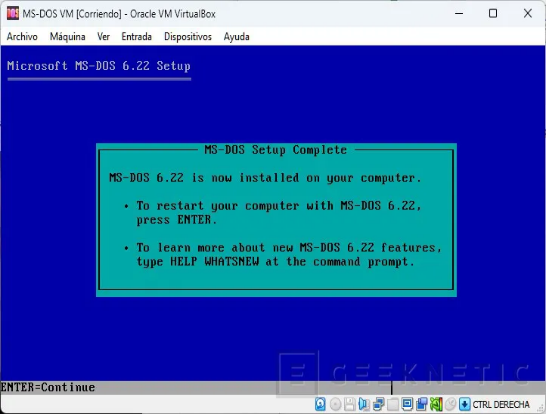 MS-DOS VM [Corriendo] - Oracle VM VirtualBox
Archivo Máquina Ver Entrada Dispositivos Ayuda
Microsoft MS-DOS 6.22 Setup
MS-DOS Setup Complete
MS-DOS 6.22 is now installed on your computer.
• To restart your computer with MS-DOS 6.22,
press ENTER.
• To learn more about new MS-DOS 6.22 features,
type HELP WHATSNEW at the command prompt.
GEEKNETIC
ENTER=Continue
CTRL DERECHA